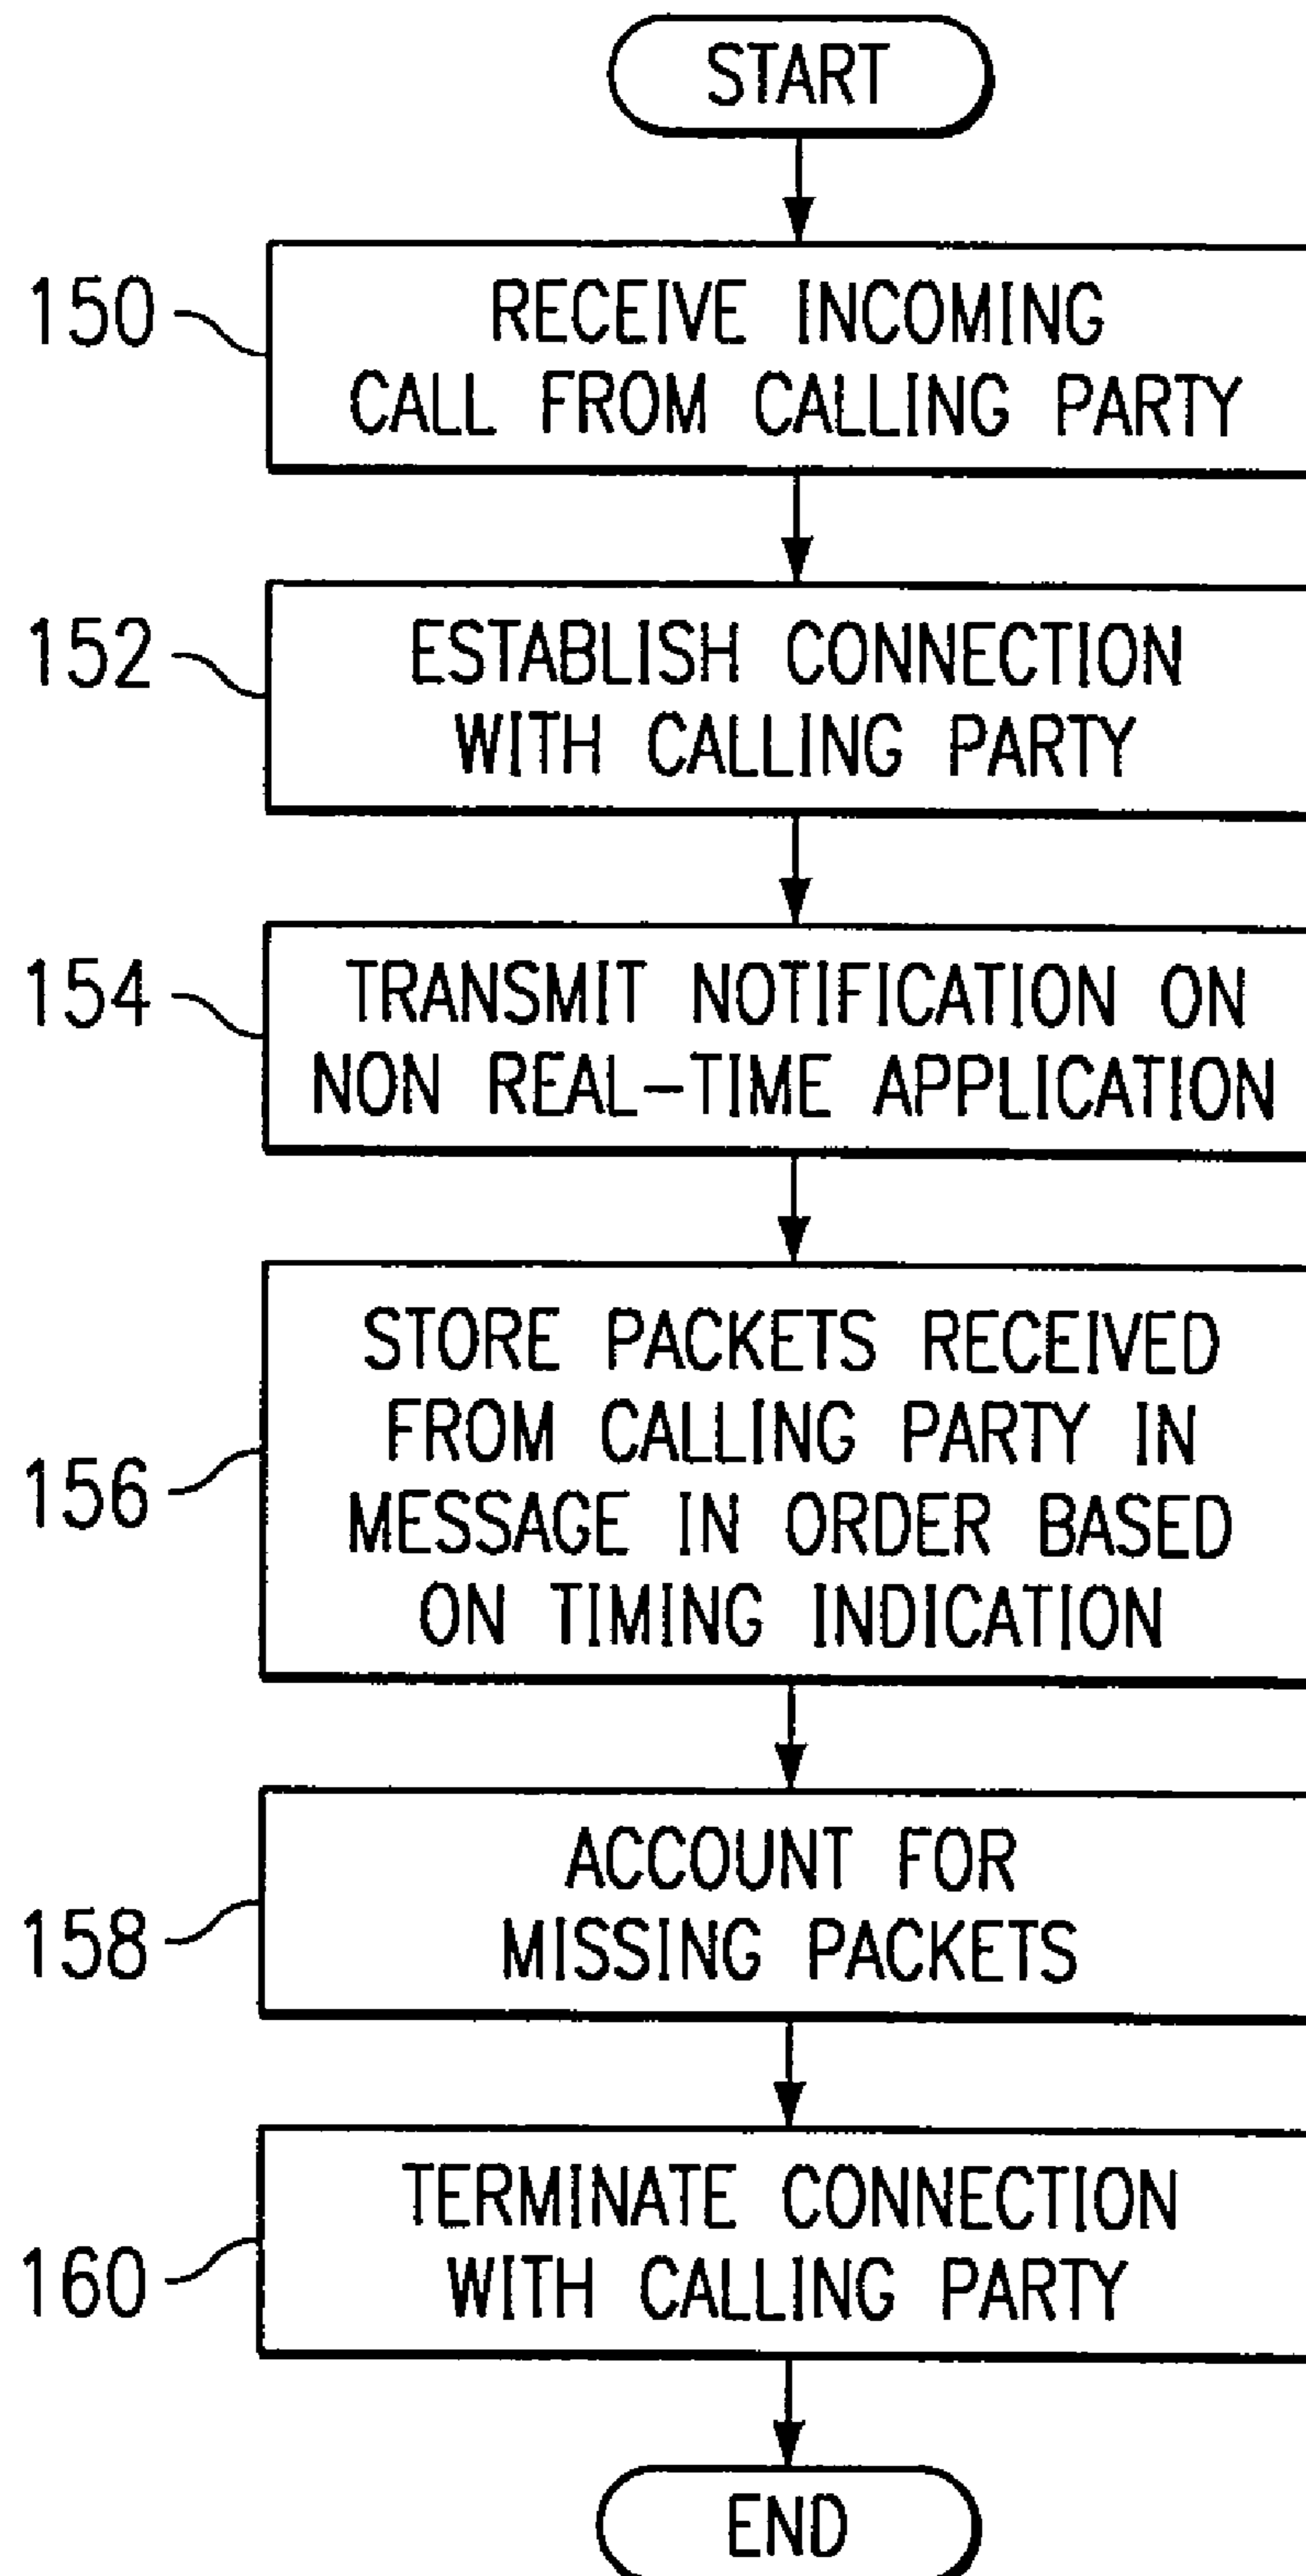 START
150
RECEIVE INCOMING
CALL FROM CALLING PARTY
152
ESTABLISH CONNECTION
WITH CALLING PARTY
154
TRANSMIT NOTIFICATION ON
NON REAL-TIME APPLICATION
156
STORE PACKETS RECEIVED
FROM CALLING PARTY IN
MESSAGE IN ORDER BASED
ON TIMING INDICATION
158
ACCOUNT FOR
MISSING PACKETS
160
TERMINATE CONNECTION
WITH CALLING PARTY
END